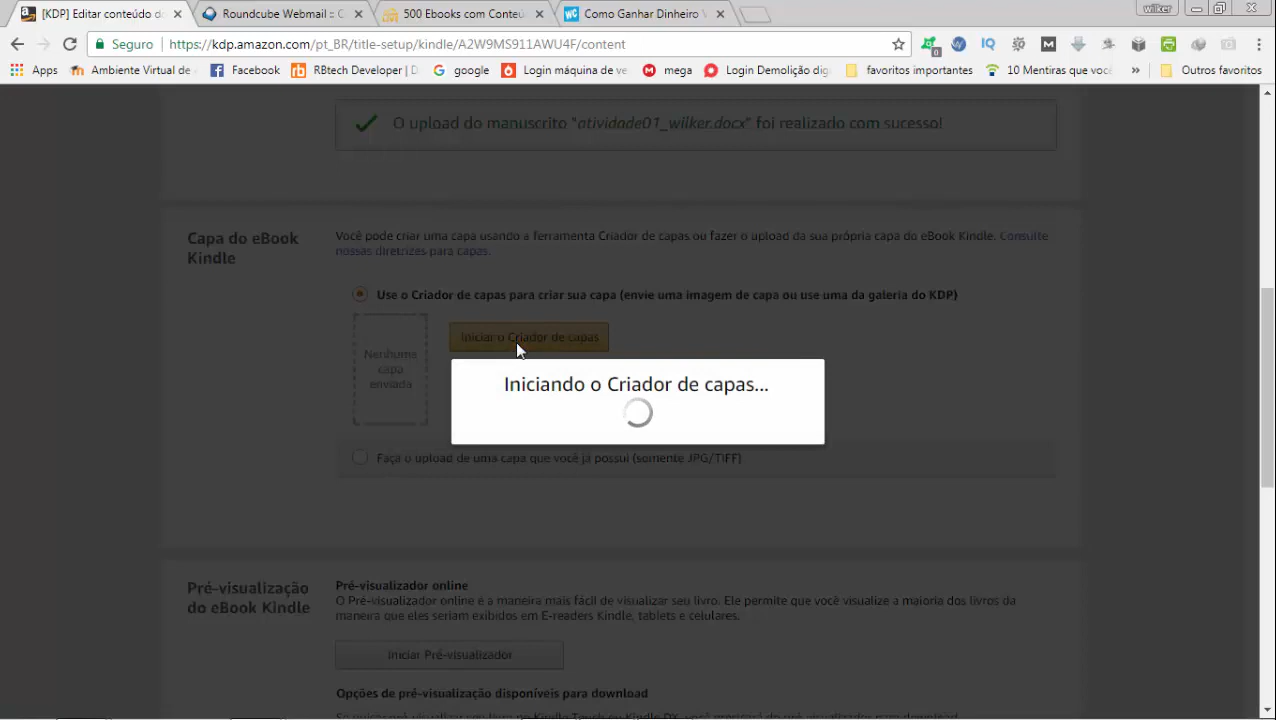 [KDP] Editar conteúdo do
Roundcube Webmail :: C
500 Ebooks com Conteú
Como Ganhar Dinheiro V
wilker
Seguro
https://kdp.amazon.com/pt_BR/title-setup/kindle/A2W9MS911AWU4F/content
Apps
Ambiente Virtual de A
Facebook
RBtech Developer | D
google
Login máquina de ve
mega
Login Demolição digi
favoritos importantes
10 Mentiras que você
Outros favoritos
O upload do manuscrito "atividade01_wilker.docx" foi realizado com sucesso!
Capa do eBook
Kindle
Você pode criar uma capa usando a ferramenta Criador de capas ou fazer o upload da sua própria capa do eBook Kindle. Consulte
nossas diretrizes para capas.
Use o Criador de capas para criar sua capa (envie uma imagem de capa ou use uma da galeria do KDP)
Nenhuma
capa
enviada
Iniciar o Criador de capas
Iniciando o Criador de capas...
Faça o upload de uma capa que você já possui (somente JPG/TIFF)
Pré-visualização
do eBook Kindle
Pré-visualizador online
O Pré-visualizador online é a maneira mais fácil de visualizar seu livro. Ele permite que você visualize a maioria dos livros da
maneira que eles seriam exibidos em E-readers Kindle, tablets e celulares.
Iniciar Pré-visualizador
Opções de pré-visualização disponíveis para download